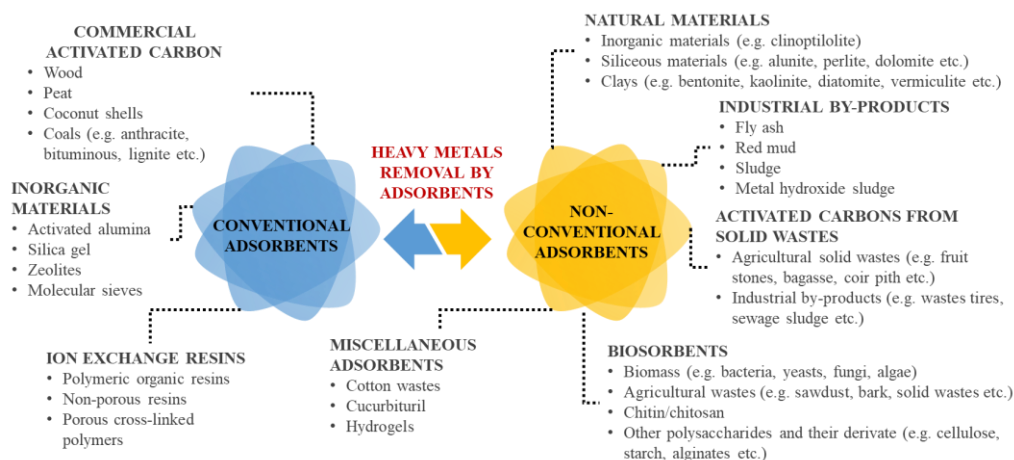 COMMERCIAL
ACTIVATED CARBON
• Wood
• Peat
• Coconut shells
• Coals (e.g. anthracite,
bituminous, lignite etc.)
INORGANIC
MATERIALS
• Activated alumina
• Silica gel
• Zeolites
• Molecular sieves
ION EXCHANGE RESINS
• Polymeric organic resins
• Non-porous resins
• Porous cross-linked
polymers
CONVENTIONAL
ADSORBENTS
HEAVY METALS
REMOVAL BY
ADSORBENTS
NON-
CONVENTIONAL
ADSORBENTS
NATURAL MATERIALS
• Inorganic materials (e.g. clinoptilolite)
• Siliceous materials (e.g. alunite, perlite, dolomite etc.)
• Clays (e.g. bentonite, kaolinite, diatomite, vermiculite etc.)
INDUSTRIAL BY-PRODUCTS
• Fly ash
• Red mud
• Sludge
• Metal hydroxide sludge
ACTIVATED CARBONS FROM
SOLID WASTES
• Agricultural solid wastes (e.g. fruit
stones, bagasse, coir pith etc.)
• Industrial by-products (e.g. wastes tires,
sewage sludge etc.)
MISCELLANEOUS
ADSORBENTS
• Cotton wastes
• Cucurbituril
• Hydrogels
BIOSORBENTS
• Biomass (e.g. bacteria, yeasts, fungi, algae)
• Agricultural wastes (e.g. sawdust, bark, solid wastes etc.)
• Chitin/chitosan
• Other polysaccharides and their derivate (e.g. cellulose,
starch, alginates etc.)